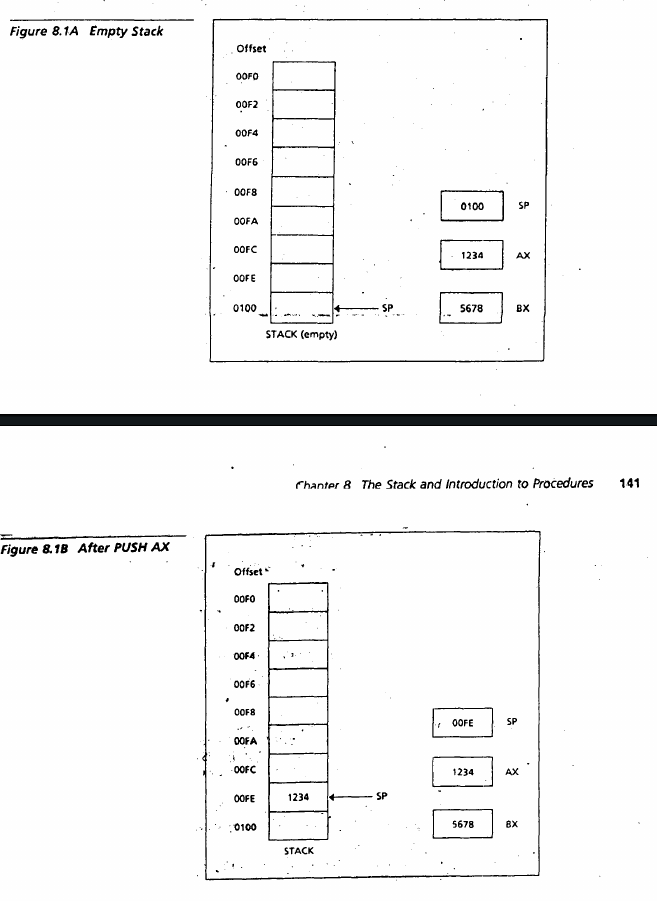 Figure 8.1A Empty Stack
Offset
00F0
00F2
00F4
00F6
00F8
0100 SP
00FA
00FC
1234 AX
00FE
0100
SP
5678 BX
STACK (empty)
Chapter 8 The Stack and Introduction to Procedures 141
Figure 8.1B After PUSH AX
Offset
00F0
00F2
00F4
00F6
00F8
00FE SP
00FA
00FC
1234 AX
00FE 1234 SP
0100
5678 BX
STACK